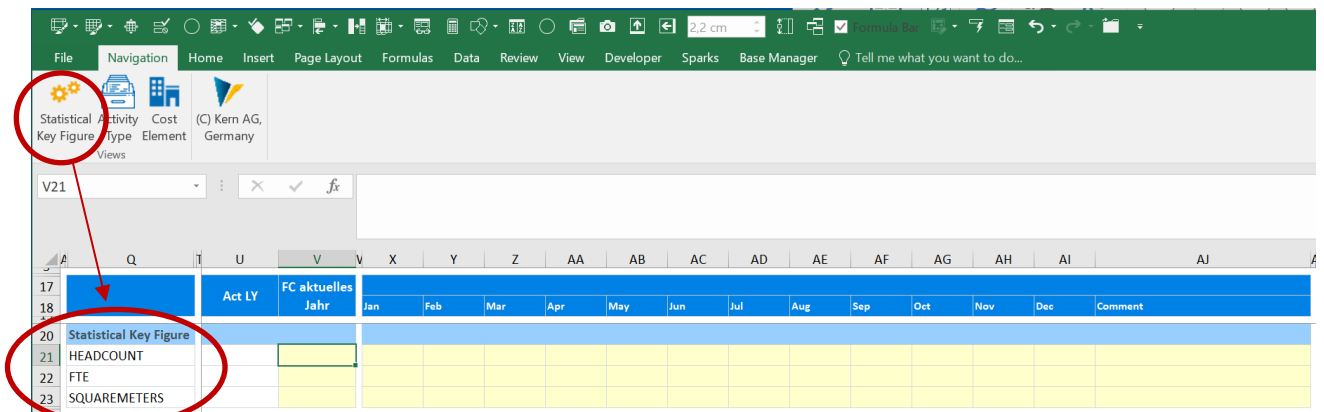 2,2 cm Formula Bar
File Navigation Home Insert Page Layout Formulas Data Review View Developer Sparks Base Manager Tell me what you want to do...
Statistical Activity Cost (C) Kern AG,
Key Figure Type Element Germany
Views
V21 fx
A Q T U V W X Y Z AA AB AC AD AE AF AG AH AI AJ
17 Act LY FC aktuelles
18 Jahr Jan Feb Mar Apr May Jun Jul Aug Sep Oct Nov Dec Comment
20 Statistical Key Figure
21 HEADCOUNT
22 FTE
23 SQUAREMETERS